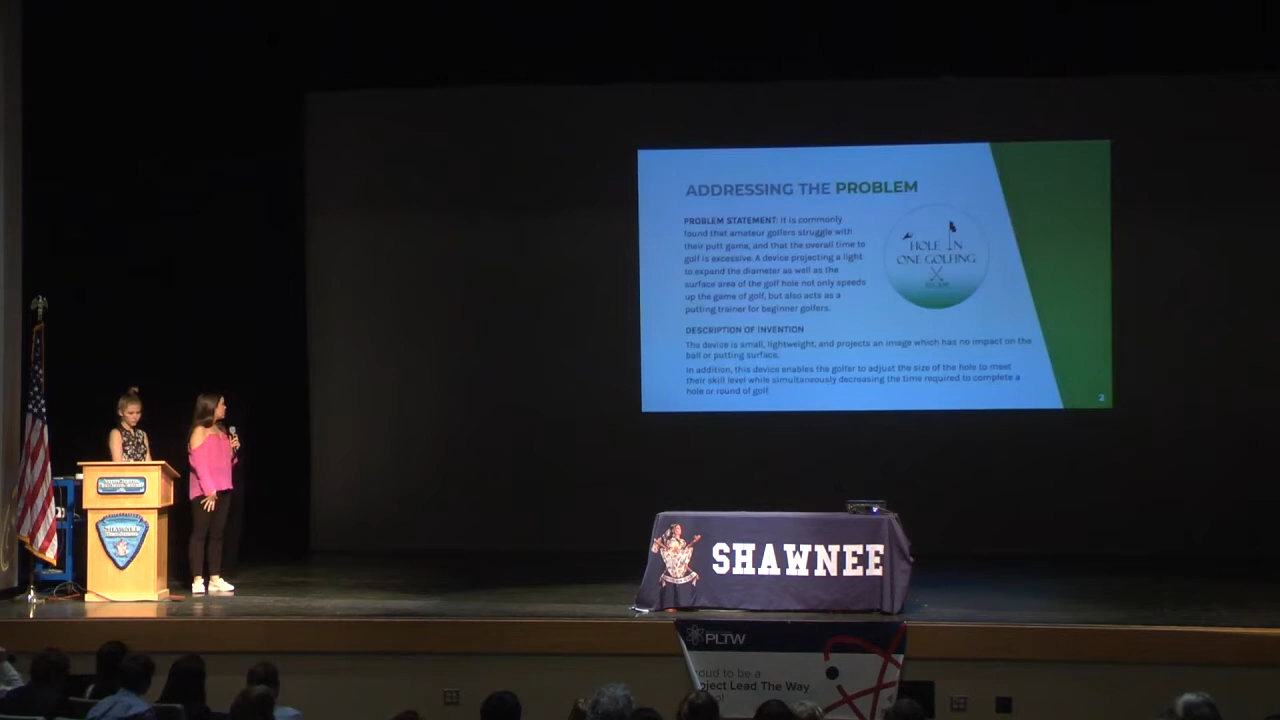 ADDRESSING THE PROBLEM
PROBLEM STATEMENT: It is commonly
found that amateur golfers struggle with
their putt game, and that the overall time to
golf is excessive. A device projecting a light
to expand the diameter as well as the
surface area of the golf hole not only speeds
up the game of golf, but also acts as a
putting trainer for beginner golfers.
HOLE IN
ONE GOLFING
DESCRIPTION OF INVENTION
The device is small, lightweight, and projects an image which has no impact on the
ball or putting surface.
In addition, this device enables the golfer to adjust the size of the hole to meet
their skill level while simultaneously decreasing the time required to complete a
hole or round of golf.
2
SHAWNEE
SHAWNEE
PLTW
oud to be a
oject Lead The Way
ol